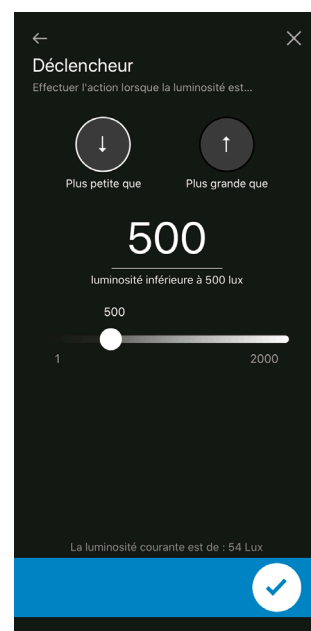 Déclencheur
Effectuer l'action lorsque la luminosité est...
Plus petite que
Plus grande que
500
luminosité inférieure à 500 lux
500
1
2000
La luminosité courante est de : 54 Lux